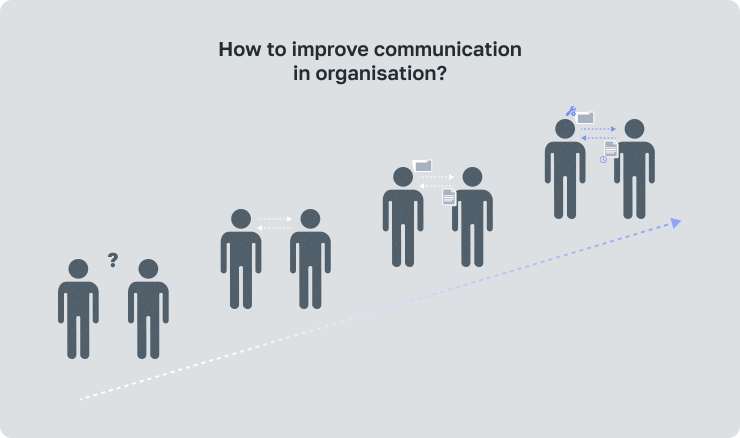 How to improve communication
in organisation?
?